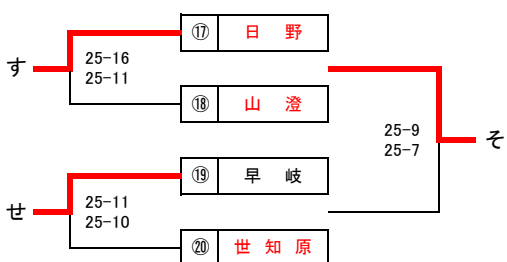 ⑰ 日 野
す
25-16
25-11
⑱ 山 澄
25-9
25-7
そ
⑲ 早 岐
せ
25-11
25-10
⑳ 世 知 原